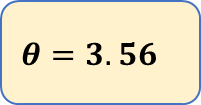 θ = 3.56